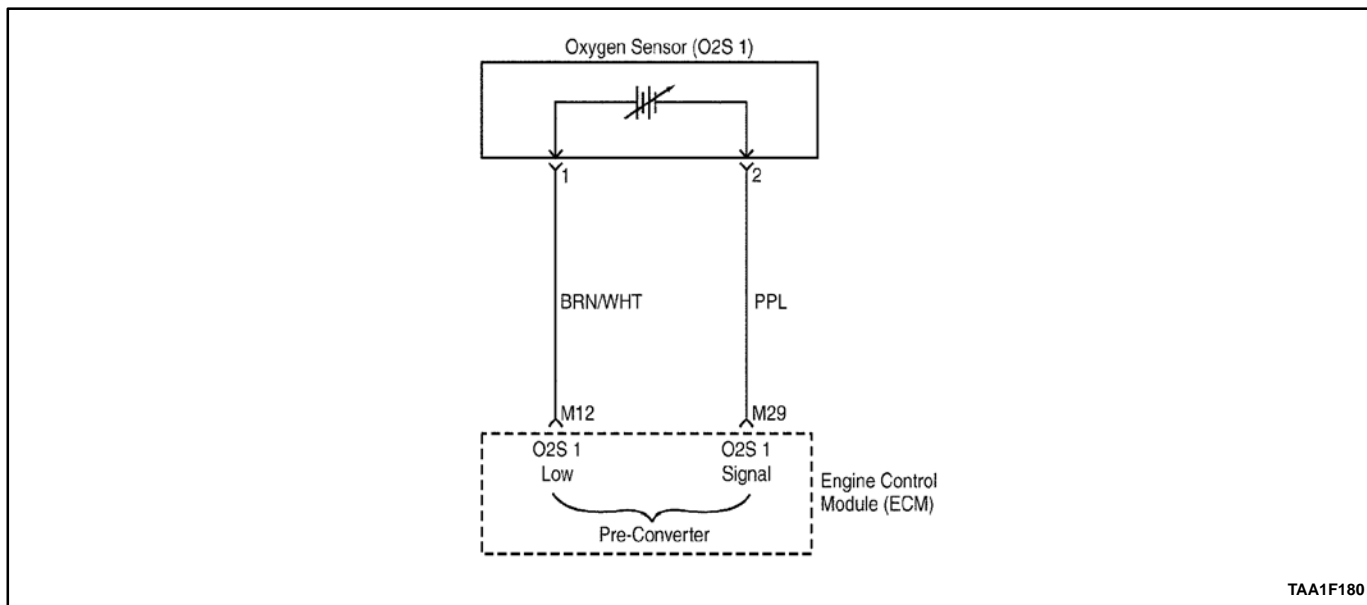 Oxygen Sensor (O2S 1)
1 2
BRN/WHT PPL
M12 M29
O2S 1 O2S 1
Low Signal
Engine Control
Module (ECM)
Pre-Converter
TAA1F180